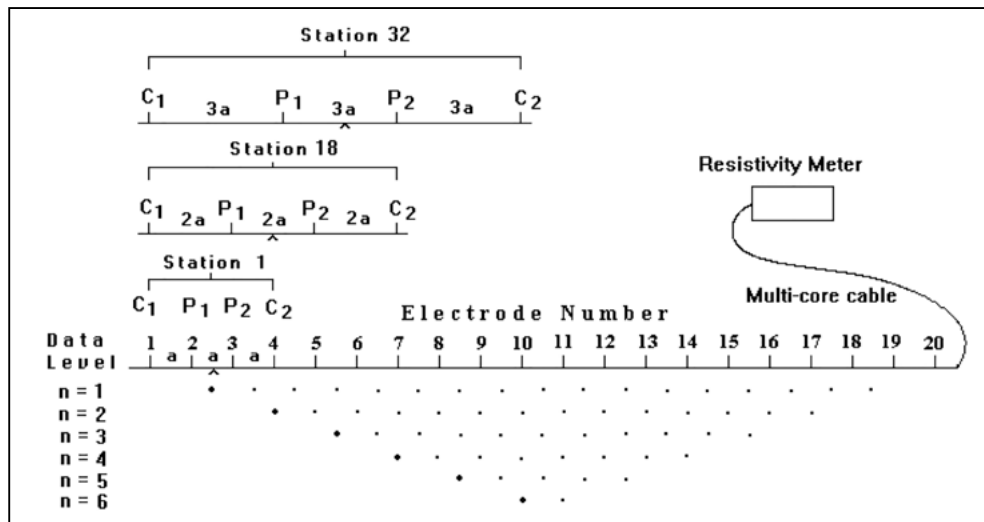 Station 32
C1 3a P1 3a P2 3a C2
Station 18
C1 2a P1 2a P2 2a C2
Resistivity Meter
Station 1
C1 P1 P2 C2
Multi-core cable
Electrode Number
Data Level
1 2 3 4 5 6 7 8 9 10 11 12 13 14 15 16 17 18 19 20
a a a
n = 1
n = 2
n = 3
n = 4
n = 5
n = 6